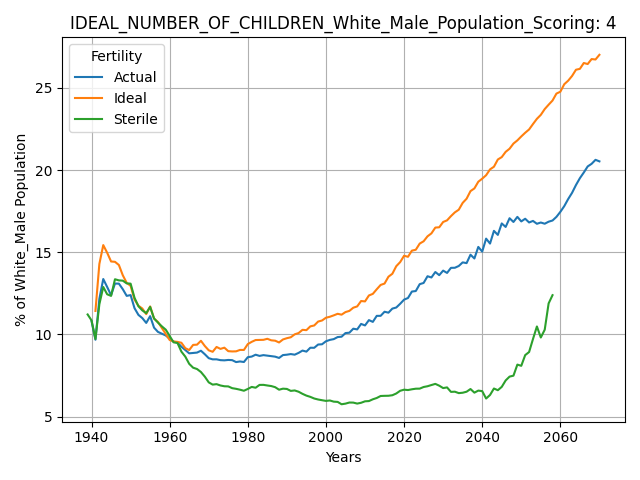 IDEAL_NUMBER_OF_CHILDREN_White_Male_Population_Scoring: 4
Fertility
Actual
Ideal
Sterile
% of White_Male Population
25
20
15
10
5
1940 1960 1980 2000 2020 2040 2060
Years